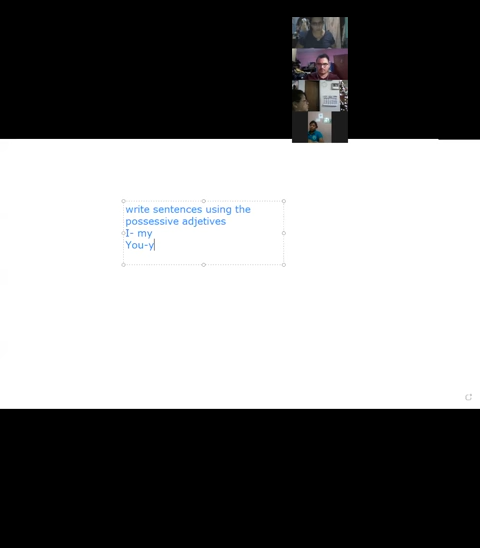 write sentences using the
possessive adjetives
I- my
You-y